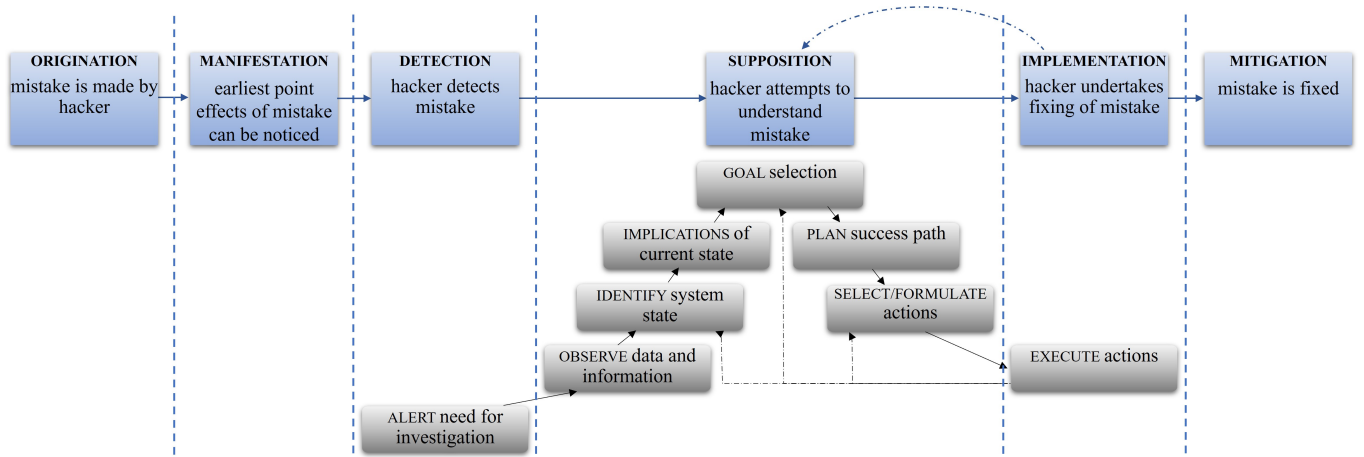 ORIGINATION
mistake is made by
hacker
MANIFESTATION
earliest point
effects of mistake
can be noticed
DETECTION
hacker detects
mistake
SUPPOSITION
hacker attempts to
understand
mistake
IMPLEMENTATION
hacker undertakes
fixing of mistake
MITIGATION
mistake is fixed
GOAL selection
IMPLICATIONS of
current state
PLAN success path
IDENTIFY system
state
SELECT/FORMULATE
actions
OBSERVE data and
information
EXECUTE actions
ALERT need for
investigation